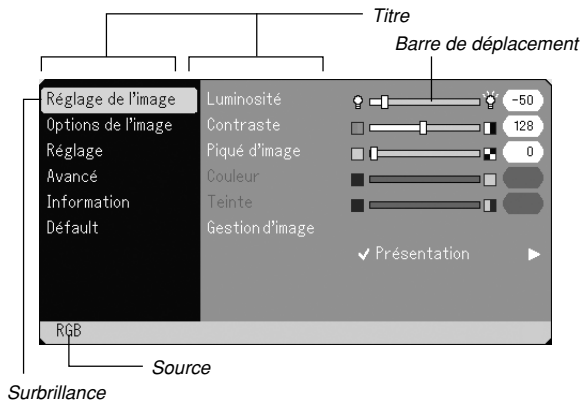 Titre
Barre de déplacement
Réglage de l'image
Options de l'image
Réglage
Avancé
Information
Défault
Luminosité -50
Contraste 128
Piqué d'image 0
Couleur
Teinte
Gestion d'image
✓ Présentation ▶
RGB
Source
Surbrillance